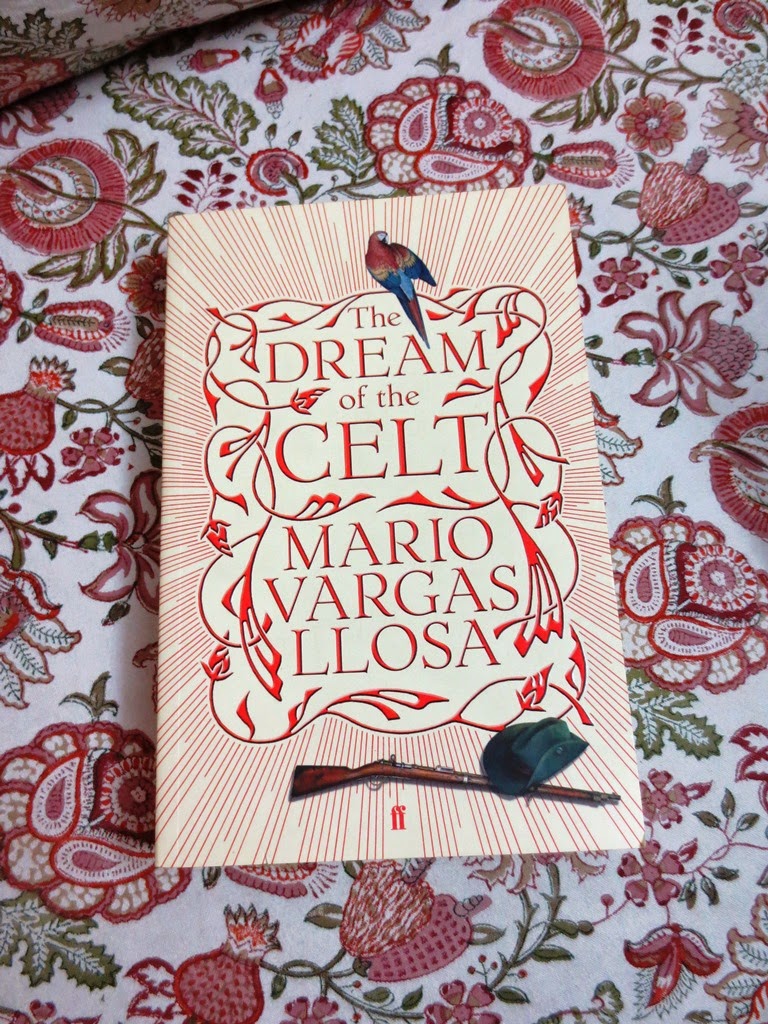 The
DREAM
of the
CELT
MARIO
VARGAS
LLOSA
ff